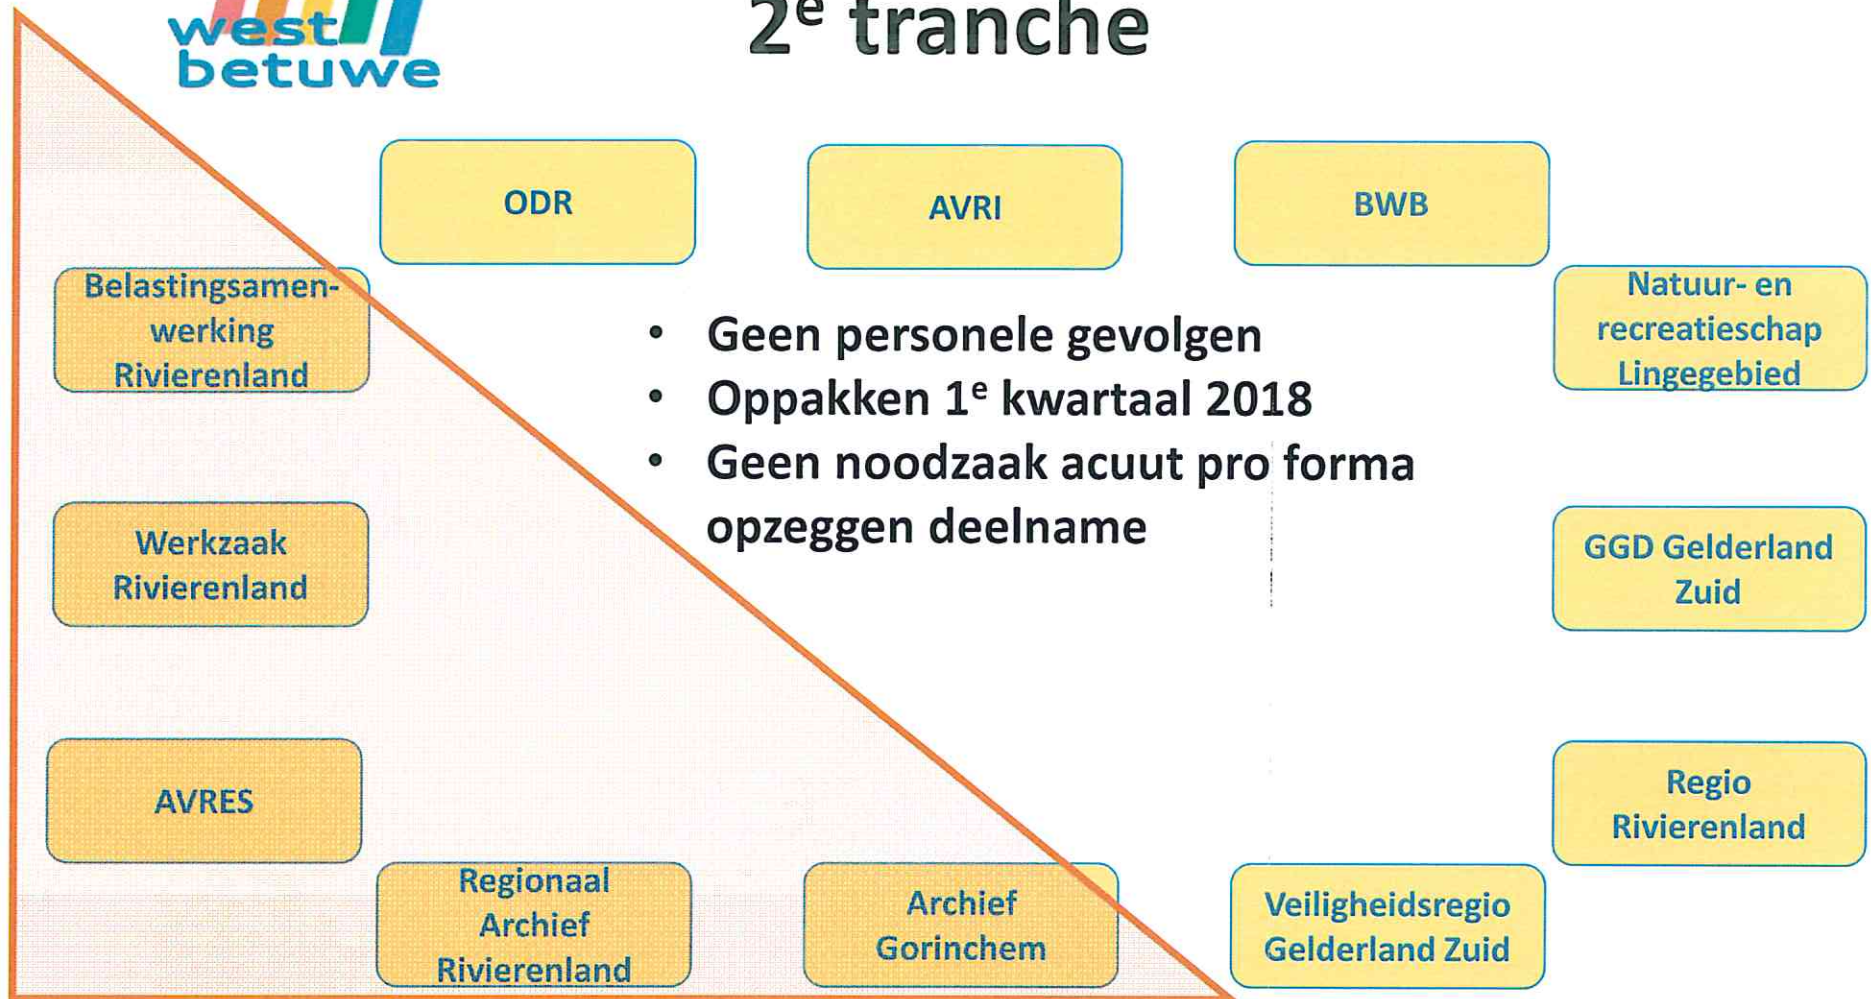 west
betuwe
2e tranche
ODR
AVRI
BWB
Belastingsamen-
werking
Rivierenland
Natuur- en
recreatieschap
Lingegebied
• Geen personele gevolgen
• Oppakken 1e kwartaal 2018
• Geen noodzaak acuut pro forma
opzeggen deelname
Werkzaak
Rivierenland
GGD Gelderland
Zuid
AVRES
Regio
Rivierenland
Regionaal
Archief
Rivierenland
Archief
Gorinchem
Veiligheidsregio
Gelderland Zuid